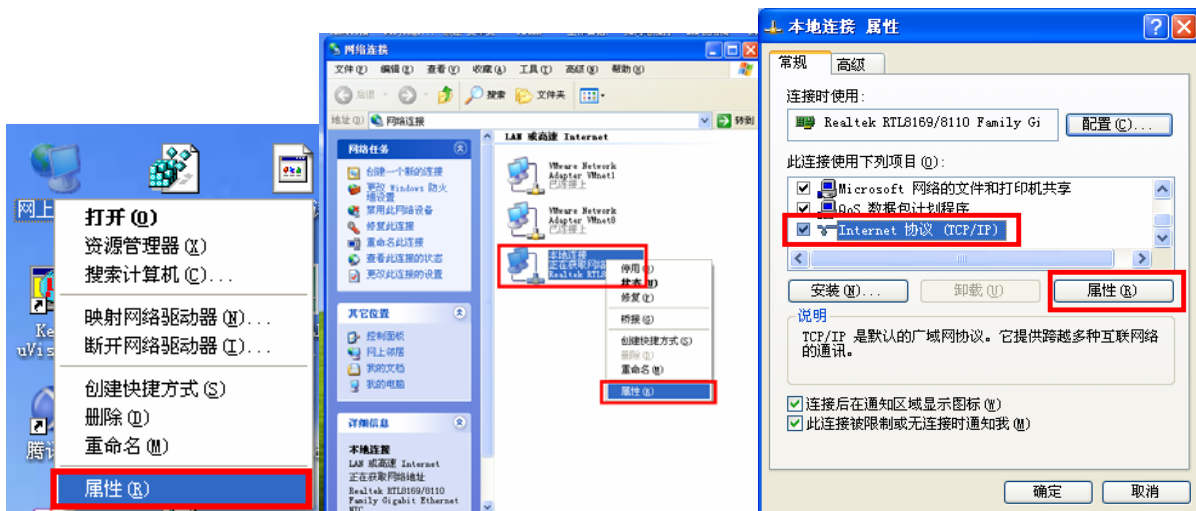 网上
打开(O)
资源管理器(X)
搜索计算机(C)...
映射网络驱动器(N)...
断开网络驱动器(I)...
创建快捷方式(S)
删除(D)
重命名(M)
属性(R)
Ke
uVis
腾讯
网络连接
文件(F) 编辑(E) 查看(V) 收藏(A) 工具(T) 高级(N) 帮助(H)
后退 搜索 文件夹
地址(D) 网络连接 转到
网络任务
创建一个新的连接
更改 Windows 防火
墙设置
禁用此网络设备
修复此连接
重命名此连接
查看此连接的状态
更改此连接的设置
其它位置
控制面板
网上邻居
我的文档
我的电脑
详细信息
本地连接
LAN 或高速 Internet
正在获取网络地址
Realtek RTL8169/8110
Family Gigabit Ethernet
NIC
LAN 或高速 Internet
VMware Network
Adapter VMnet1
已连接上
VMware Network
Adapter VMnet8
已连接上
本地连接
正在获取网络
Realtek RTL
停用(B)
状态(U)
修复(P)
桥接(G)
创建快捷方式(S)
删除(D)
重命名(M)
属性(R)
本地连接 属性
常规 高级
连接时使用:
Realtek RTL8169/8110 Family Gi
配置(C)...
此连接使用下列项目(O):
Microsoft 网络的文件和打印机共享
QoS 数据包计划程序
Internet 协议 (TCP/IP)
安装(N)... 卸载(U) 属性(R)
说明
TCP/IP 是默认的广域网协议。它提供跨越多种互联网络
的通讯。
连接后在通知区域显示图标(W)
此连接被限制或无连接时通知我(M)
确定 取消